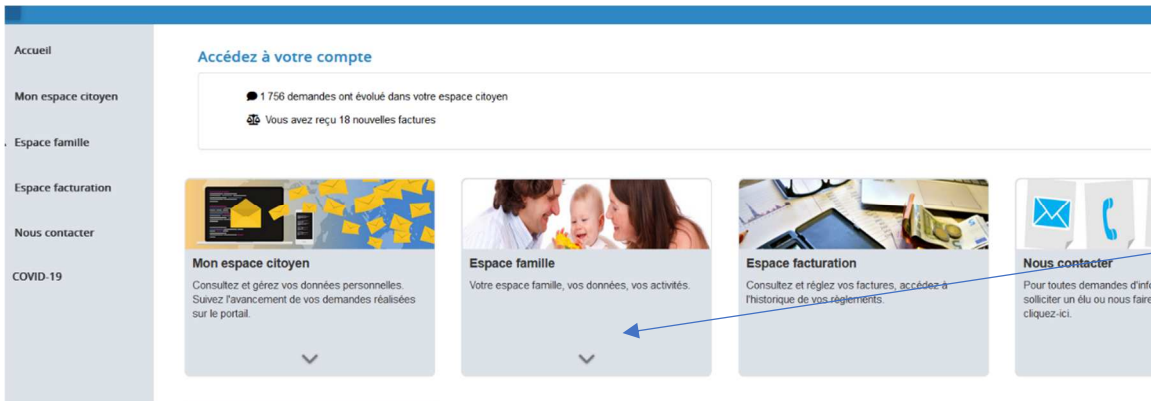 Accueil
Mon espace citoyen
Espace famille
Espace facturation
Nous contacter
COVID-19
Accédez à votre compte
1 756 demandes ont évolué dans votre espace citoyen
Vous avez reçu 18 nouvelles factures
Mon espace citoyen
Consultez et gérez vos données personnelles.
Suivez l'avancement de vos demandes réalisées
sur le portail.
Espace famille
Votre espace famille, vos données, vos activités.
Espace facturation
Consultez et réglez vos factures, accédez à
l'historique de vos règlements.
Nous contacter
Pour toutes demandes
solliciter un élu ou nous faire
cliquez-ici.